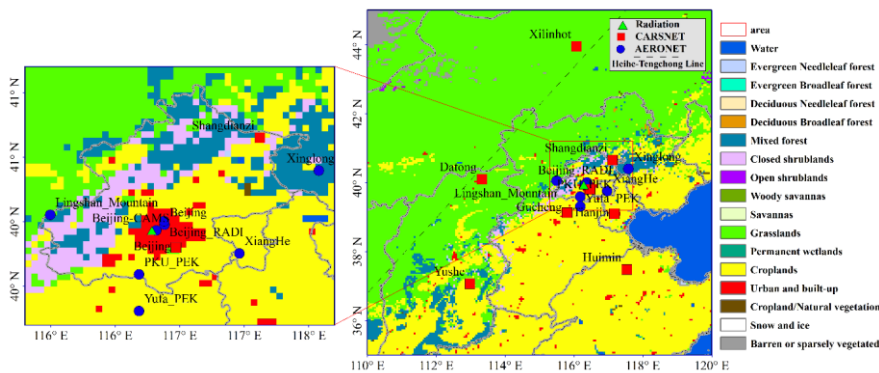 41° N
41° N
40° N
40° N
116° E
116° E
117° E
117° E
118° E
Shangdianzi
Xinglong
Lingshan_Mountain
Beijing-CAMS
Beijing
Beijing_RADI
Beijing
XiangHe
PKU_PEK
Yufa_PEK
44° N
42° N
40° N
38° N
36° N
110° E
112° E
114° E
116° E
118° E
120° E
Xilinhot
Radiation
CARSNET
AERONET
Heihe-Tengchong Line
Shangdianzi
Xinglong
Datong
Beijing_RADI
XiangHe
PKU_PEK
Lingshan_Mountain
Yufa_PEK
Gucheng
Huimin
Yushe
area
Water
Evergreen Needleleaf forest
Evergreen Broadleaf forest
Deciduous Needleleaf forest
Deciduous Broadleaf forest
Mixed forest
Closed shrublands
Open shrublands
Woody savannas
Savannas
Grasslands
Permanent wetlands
Croplands
Urban and built-up
Cropland/Natural vegetation
Snow and ice
Barren or sparsely vegetated